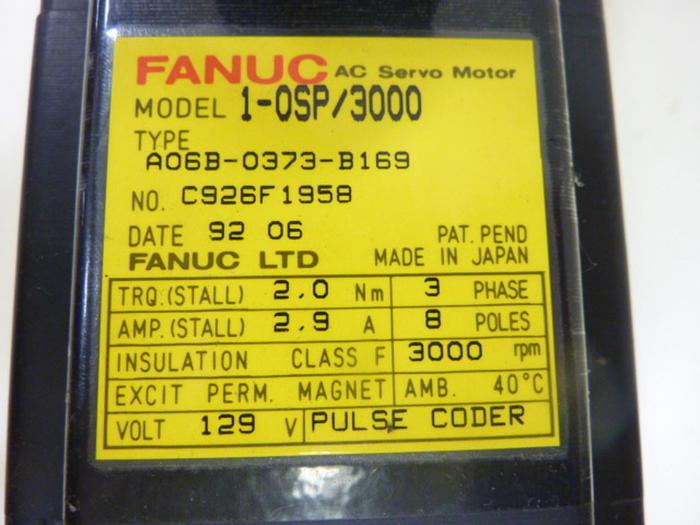 FANUC AC Servo Motor
MODEL 1-OSP/3000
TYPE
A06B-0373-B169
NO. C926F1958
DATE 92 06 PAT. PEND
FANUC LTD MADE IN JAPAN
TRQ.(STALL) 2.0 Nm 3 PHASE
AMP.(STALL) 2.9 A 8 POLES
INSULATION CLASS F 3000 rpm
EXCIT PERM. MAGNET AMB. 40°C
VOLT 129 V PULSE CODER